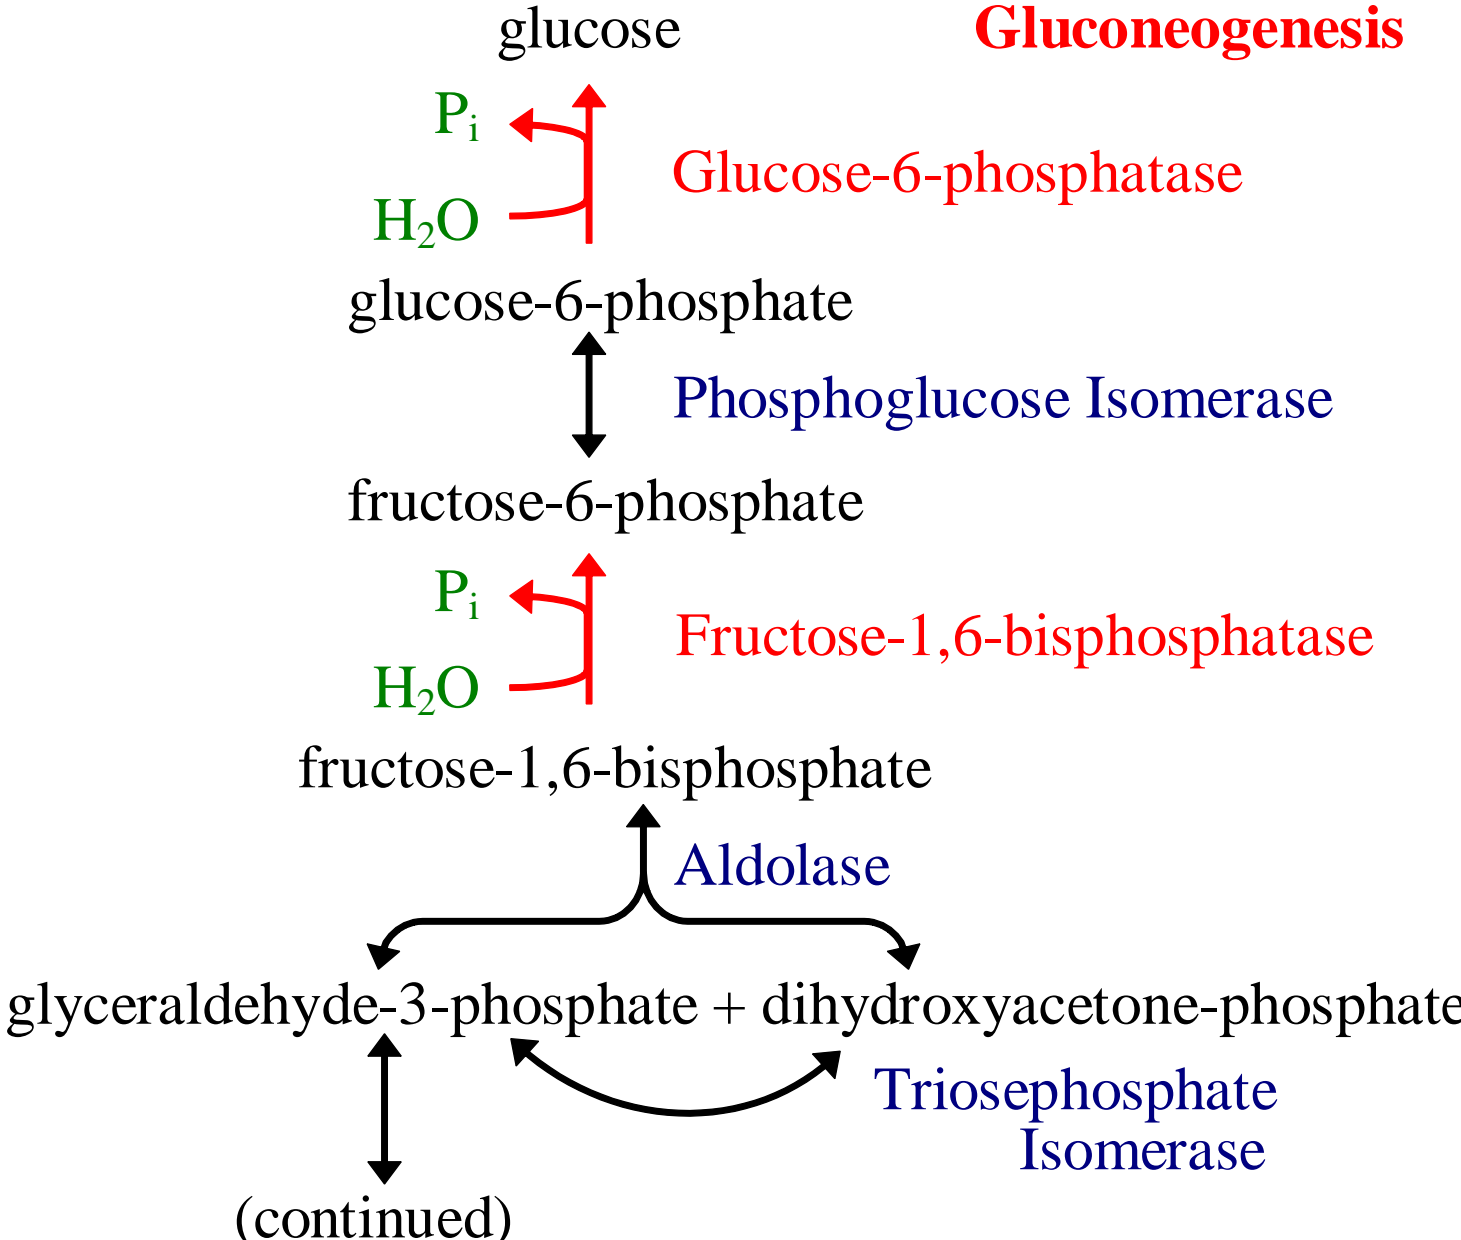 glucose
Gluconeogenesis
Pi
Glucose-6-phosphatase
H2O
glucose-6-phosphate
Phosphoglucose Isomerase
fructose-6-phosphate
Pi
Fructose-1,6-bisphosphatase
H2O
fructose-1,6-bisphosphate
Aldolase
glyceraldehyde-3-phosphate + dihydroxyacetone-phosphate
Triosephosphate
Isomerase
(continued)